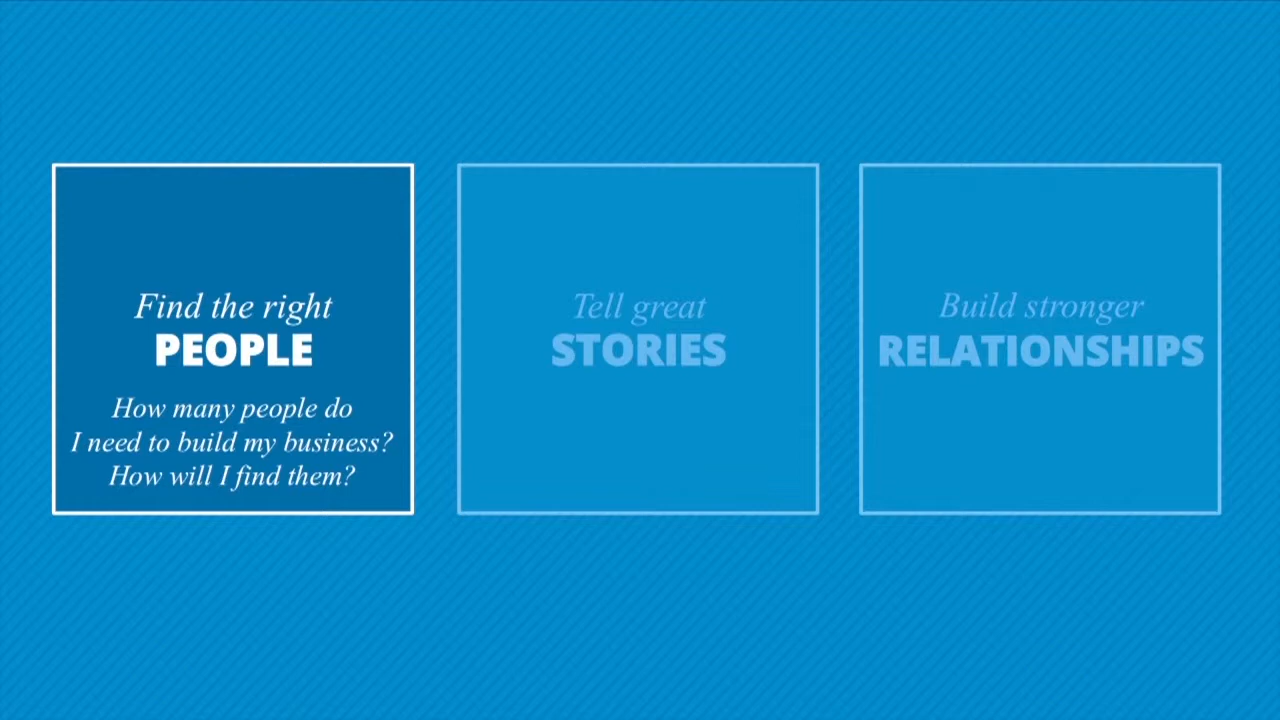 Find the right
PEOPLE
How many people do
I need to build my business?
How will I find them?
Tell great
STORIES
Build stronger
RELATIONSHIPS